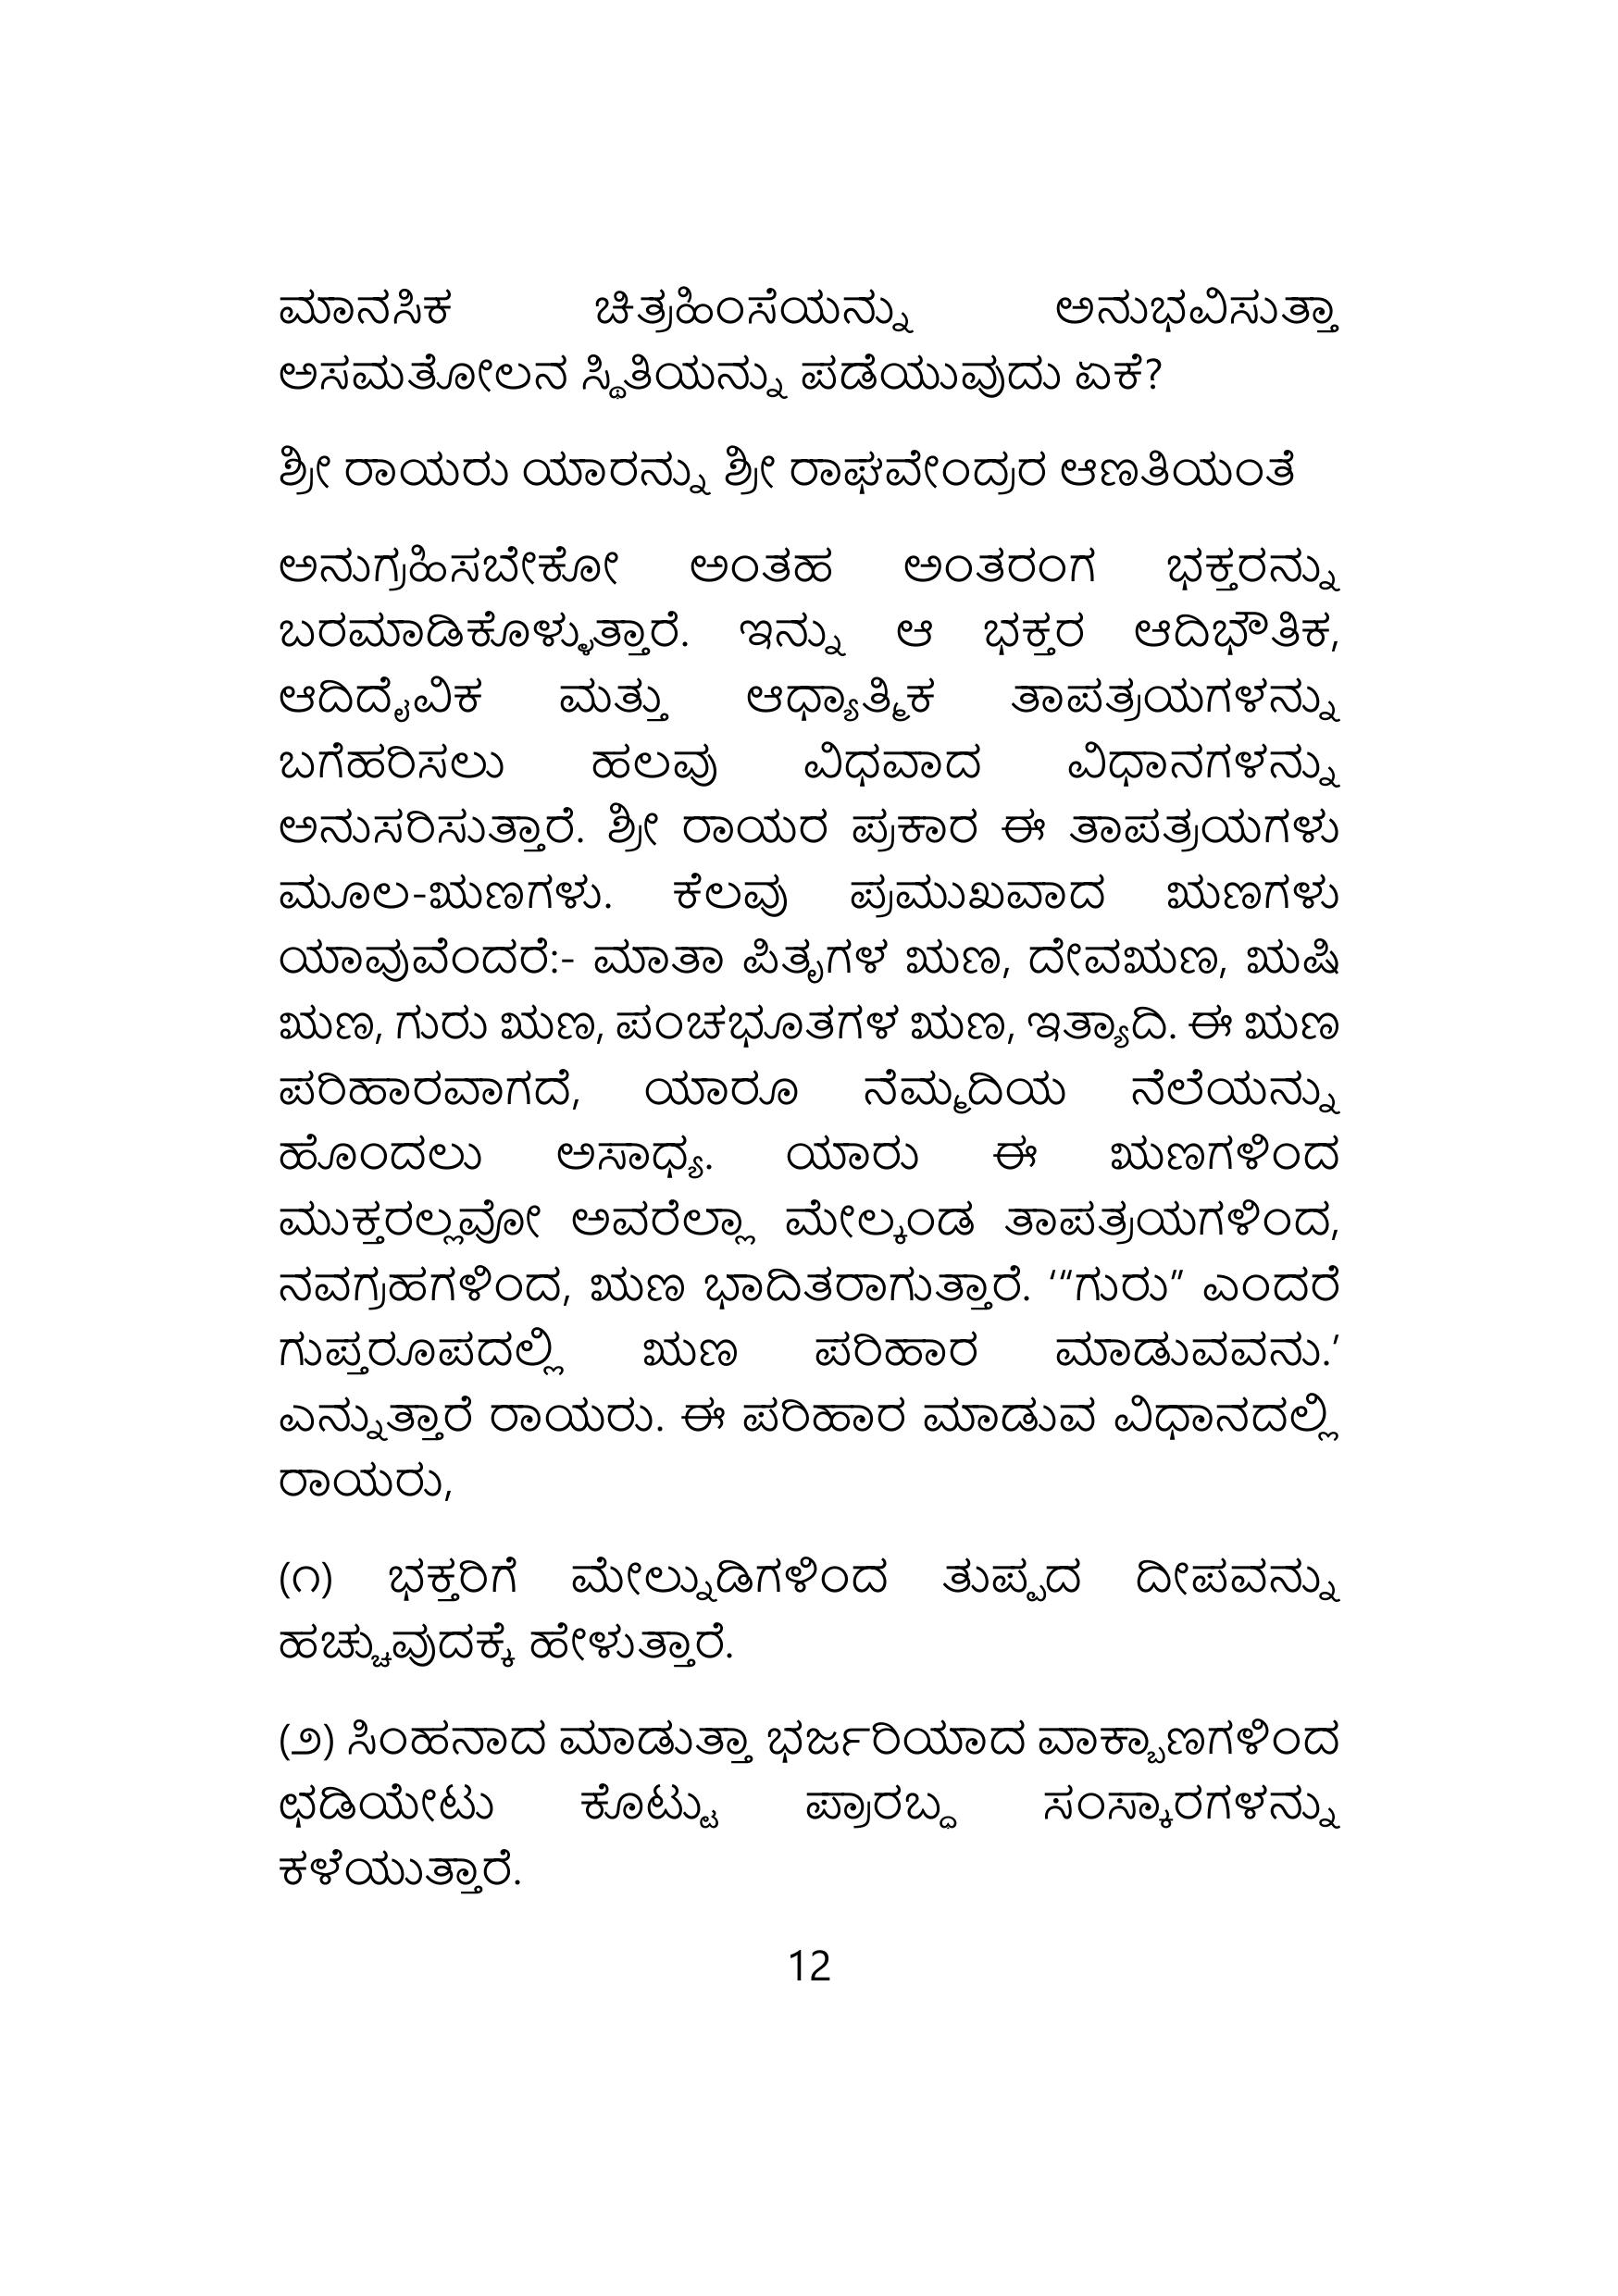 ಮಾನಸಿಕ ಚಿತ್ರಹಿಂಸೆಯನ್ನು ಅನುಭವಿಸುತ್ತಾ
ಅಸಮತೋಲನ ಸ್ಥಿತಿಯನ್ನು ಪಡೆಯುವುದು ಏಕೆ?
ಶ್ರೀ ರಾಯರು ಯಾರನ್ನು ಶ್ರೀ ರಾಘವೇಂದ್ರರ ಆಣತಿಯಂತೆ
ಅನುಗ್ರಹಿಸಬೇಕೋ ಅಂತಹ ಅಂತರಂಗ ಭಕ್ತರನ್ನು
ಬರಮಾಡಿಕೊಳ್ಳುತ್ತಾರೆ. ಇನ್ನು ಆ ಭಕ್ತರ ಆದಿಭೌತಿಕ,
ಆದಿದೈವಿಕ ಮತ್ತು ಆಧ್ಯಾತ್ಮಿಕ ತಾಪತ್ರಯಗಳನ್ನು
ಬಗೆಹರಿಸಲು ಹಲವು ವಿಧವಾದ ವಿಧಾನಗಳನ್ನು
ಅನುಸರಿಸುತ್ತಾರೆ. ಶ್ರೀ ರಾಯರ ಪ್ರಕಾರ ಈ ತಾಪತ್ರಯಗಳು
ಮೂಲ-ಋಣಗಳು. ಕೆಲವು ಪ್ರಮುಖವಾದ ಋಣಗಳು
ಯಾವುವೆಂದರೆ:- ಮಾತಾ ಪಿತೃಗಳ ಋಣ, ದೇವಋಣ, ಋಷಿ
ಋಣ, ಗುರು ಋಣ, ಪಂಚಭೂತಗಳ ಋಣ, ಇತ್ಯಾದಿ. ಈ ಋಣ
ಪರಿಹಾರವಾಗದೆ, ಯಾರೂ ನೆಮ್ಮದಿಯ ನೆಲೆಯನ್ನು
ಹೊಂದಲು ಅಸಾಧ್ಯ. ಯಾರು ಈ ಋಣಗಳಿಂದ
ಮುಕ್ತರಲ್ಲವೋ ಅವರೆಲ್ಲಾ ಮೇಲ್ಕಂಡ ತಾಪತ್ರಯಗಳಿಂದ,
ನವಗ್ರಹಗಳಿಂದ, ಋಣ ಭಾದಿತರಾಗುತ್ತಾರೆ. ‘“ಗುರು” ಎಂದರೆ
ಗುಪ್ತರೂಪದಲ್ಲಿ ಋಣ ಪರಿಹಾರ ಮಾಡುವವನು.’
ಎನ್ನುತ್ತಾರೆ ರಾಯರು. ಈ ಪರಿಹಾರ ಮಾಡುವ ವಿಧಾನದಲ್ಲಿ
ರಾಯರು,
(೧) ಭಕ್ತರಿಗೆ ಮೇಲ್ನುಡಿಗಳಿಂದ ತುಪ್ಪದ ದೀಪವನ್ನು
ಹಚ್ಚುವುದಕ್ಕೆ ಹೇಳುತ್ತಾರೆ.
(೨) ಸಿಂಹನಾದ ಮಾಡುತ್ತಾ ಭರ್ಜರಿಯಾದ ವಾಕ್ಬಾಣಗಳಿಂದ
ಛಡಿಯೇಟು ಕೊಟ್ಟು ಪ್ರಾರಬ್ಧ ಸಂಸ್ಕಾರಗಳನ್ನು
ಕಳೆಯುತ್ತಾರೆ.
12